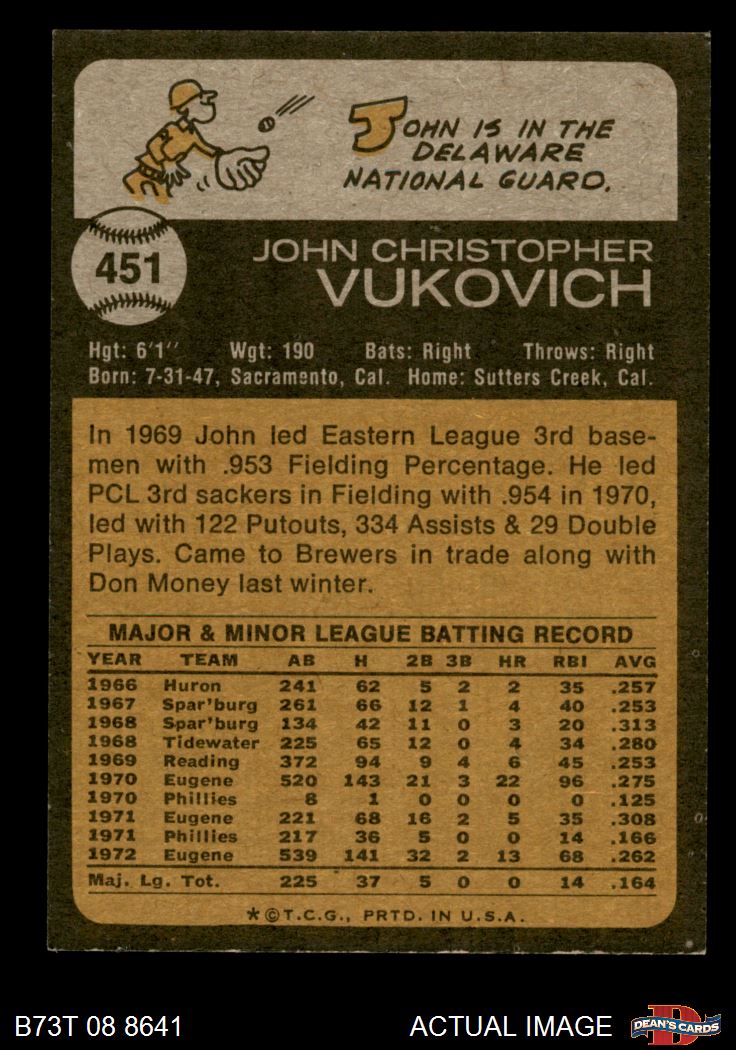 JOHN IS IN THE
DELAWARE
NATIONAL GUARD.
451
JOHN CHRISTOPHER
VUKOVICH
Hgt: 6'1" Wgt: 190 Bats: Right Throws: Right
Born: 7-31-47, Sacramento, Cal. Home: Sutters Creek, Cal.
In 1969 John led Eastern League 3rd base-
men with .953 Fielding Percentage. He led
PCL 3rd sackers in Fielding with .954 in 1970,
led with 122 Putouts, 334 Assists & 29 Double
Plays. Came to Brewers in trade along with
Don Money last winter.
MAJOR & MINOR LEAGUE BATTING RECORD
YEAR TEAM AB H 2B 3B HR RBI AVG
1966 Huron 241 62 5 2 2 35 .257
1967 Spar'burg 261 66 12 1 4 40 .253
1968 Spar'burg 134 42 11 0 3 20 .313
1968 Tidewater 225 65 12 0 4 34 .280
1969 Reading 372 94 9 4 6 45 .253
1970 Eugene 520 143 21 3 22 96 .275
1970 Phillies 8 1 0 0 0 0 .125
1971 Eugene 221 68 16 2 5 35 .308
1971 Phillies 217 36 5 0 0 14 .166
1972 Eugene 539 141 32 2 13 68 .262
Maj. Lg. Tot. 225 37 5 0 0 14 .164
*©T.C.G., PRTD. IN U.S.A.
B73T 08 8641 ACTUAL IMAGE D DEAN'S CARDS